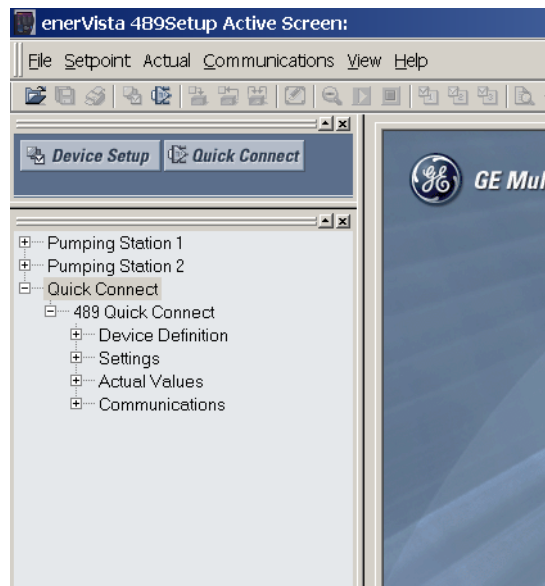 enerVista 489Setup Active Screen:
File Setpoint Actual Communications View Help
Device Setup Quick Connect
GE Mul
Pumping Station 1
Pumping Station 2
Quick Connect
489 Quick Connect
Device Definition
Settings
Actual Values
Communications